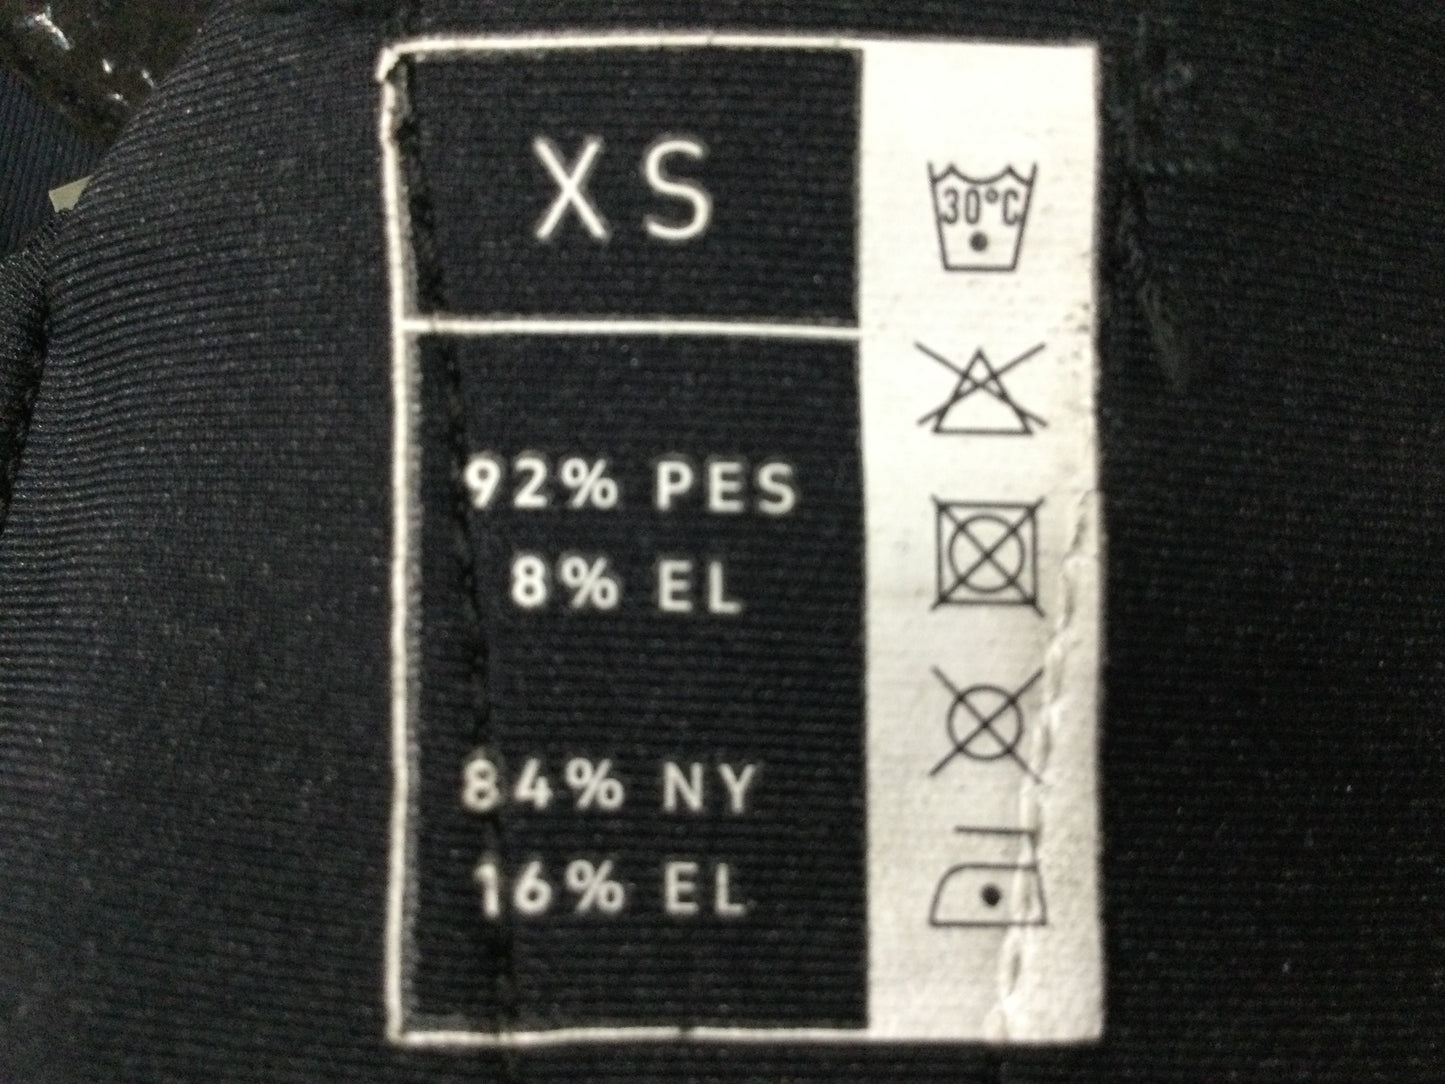 XS
30°C
92% PES
8% EL
84% NY
16% EL